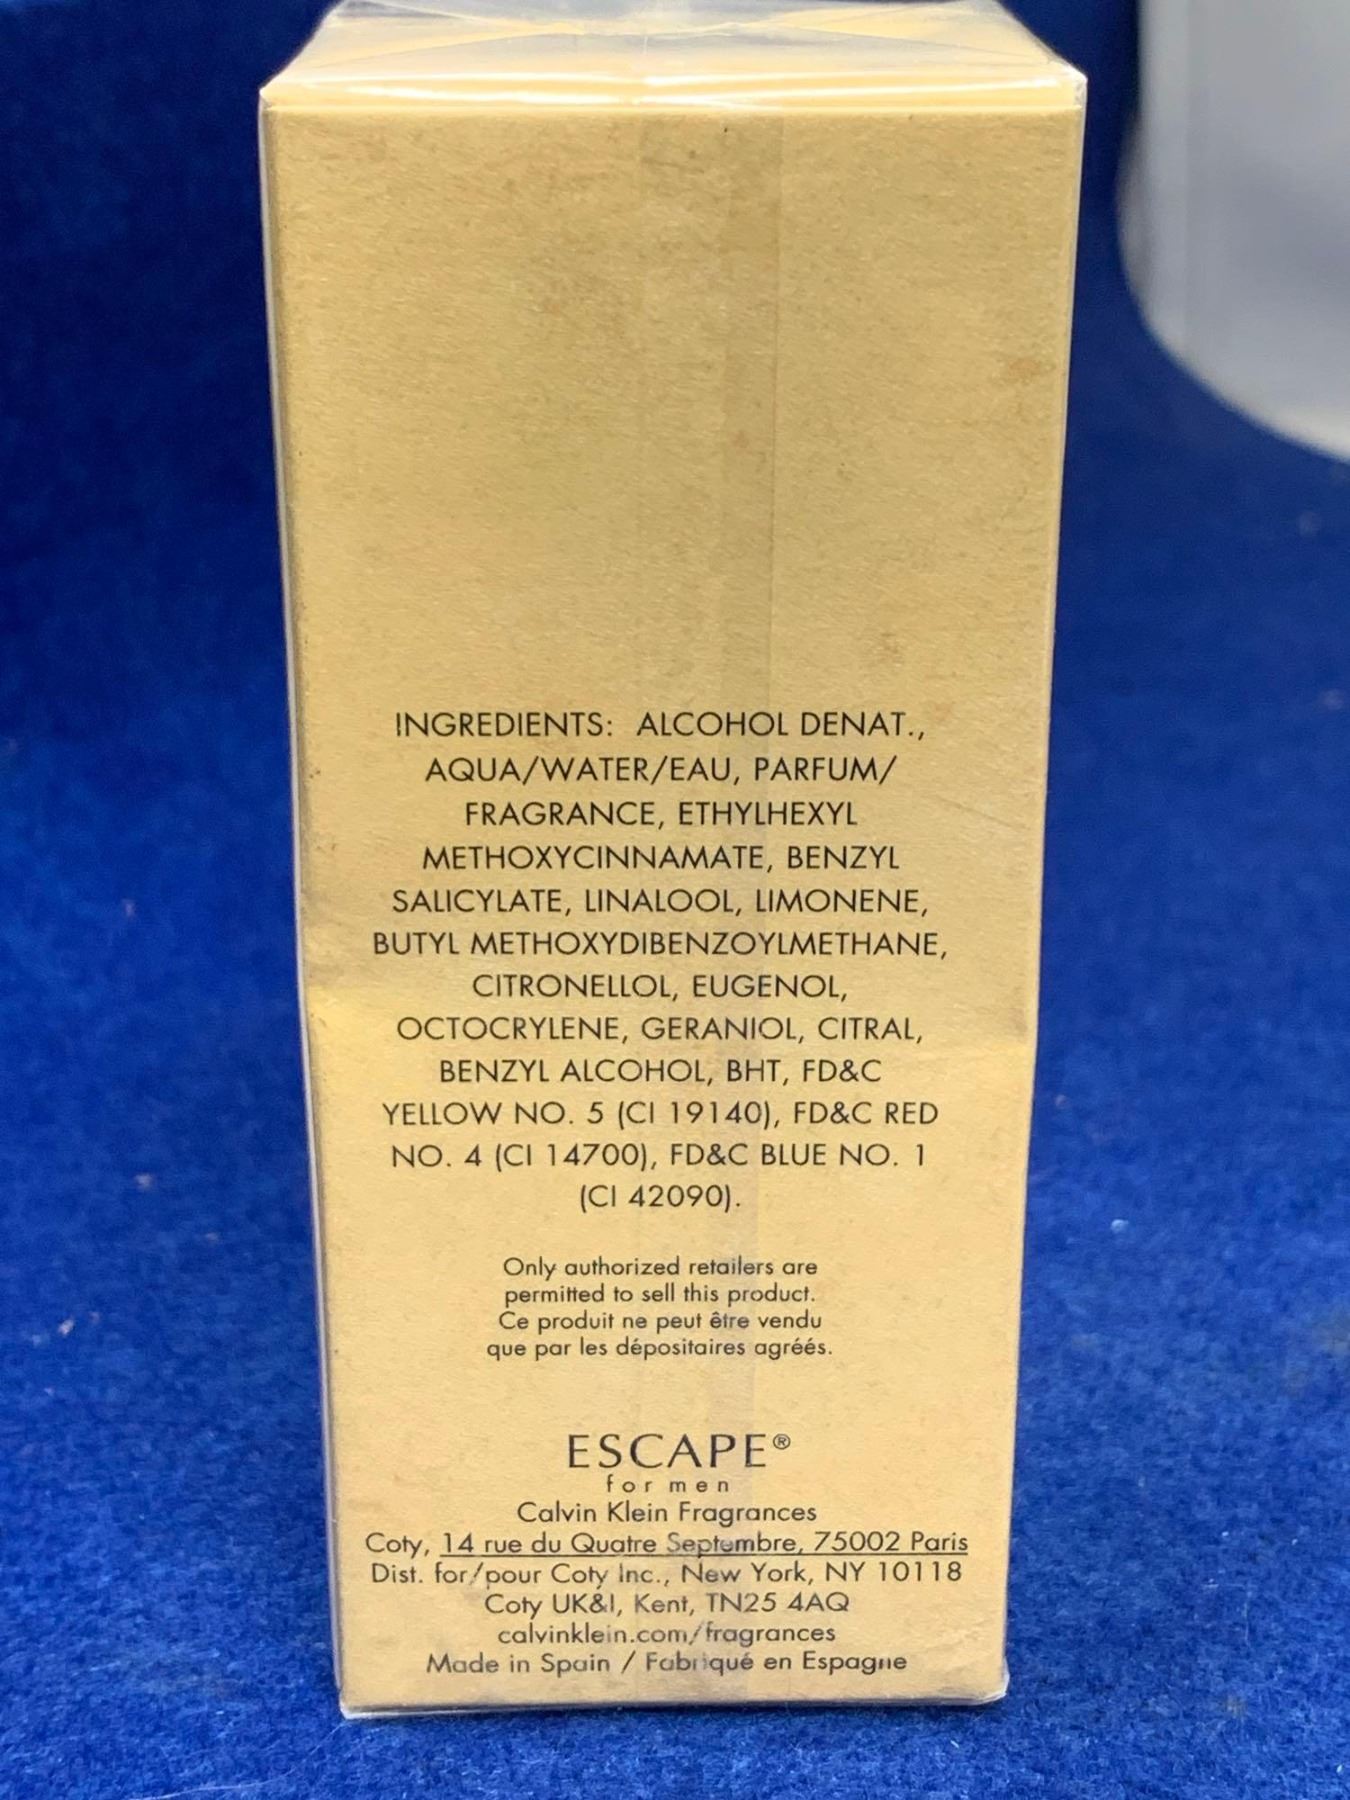 INGREDIENTS: ALCOHOL DENAT.,
AQUA/WATER/EAU, PARFUM/
FRAGRANCE, ETHYLHEXYL
METHOXYCINNAMATE, BENZYL
SALICYLATE, LINALOOL, LIMONENE,
BUTYL METHOXYDIBENZOYLMETHANE,
CITRONELLOL, EUGENOL,
OCTOCRYLENE, GERANIOL, CITRAL,
BENZYL ALCOHOL, BHT, FD&C
YELLOW NO. 5 (CI 19140), FD&C RED
NO. 4 (CI 14700), FD&C BLUE NO. 1
(CI 42090).
Only authorized retailers are
permitted to sell this product.
Ce produit ne peut être vendu
que par les dépositaires agréés.
ESCAPE®
for men
Calvin Klein Fragrances
Coty, 14 rue du Quatre Septembre, 75002 Paris
Dist. for/pour Coty Inc., New York, NY 10118
Coty UK&I, Kent, TN25 4AQ
calvinklein.com/fragrances
Made in Spain / Fabriqué en Espagne